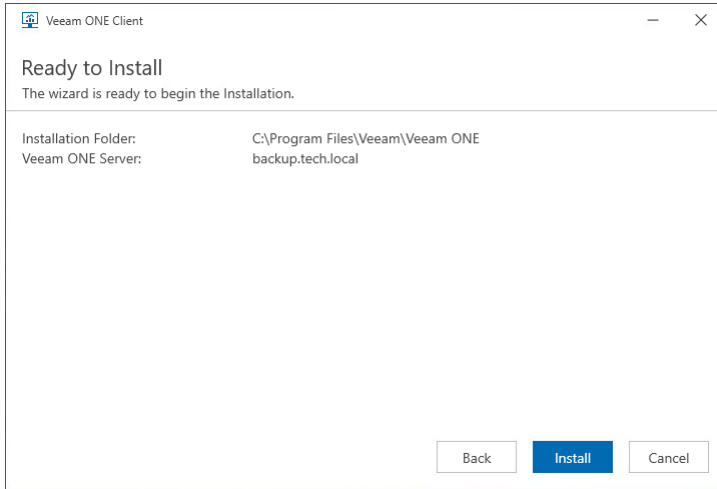 Veeam ONE Client
Ready to Install
The wizard is ready to begin the Installation.
Installation Folder: C:\Program Files\Veeam\Veeam ONE
Veeam ONE Server: backup.tech.local
Back Install Cancel